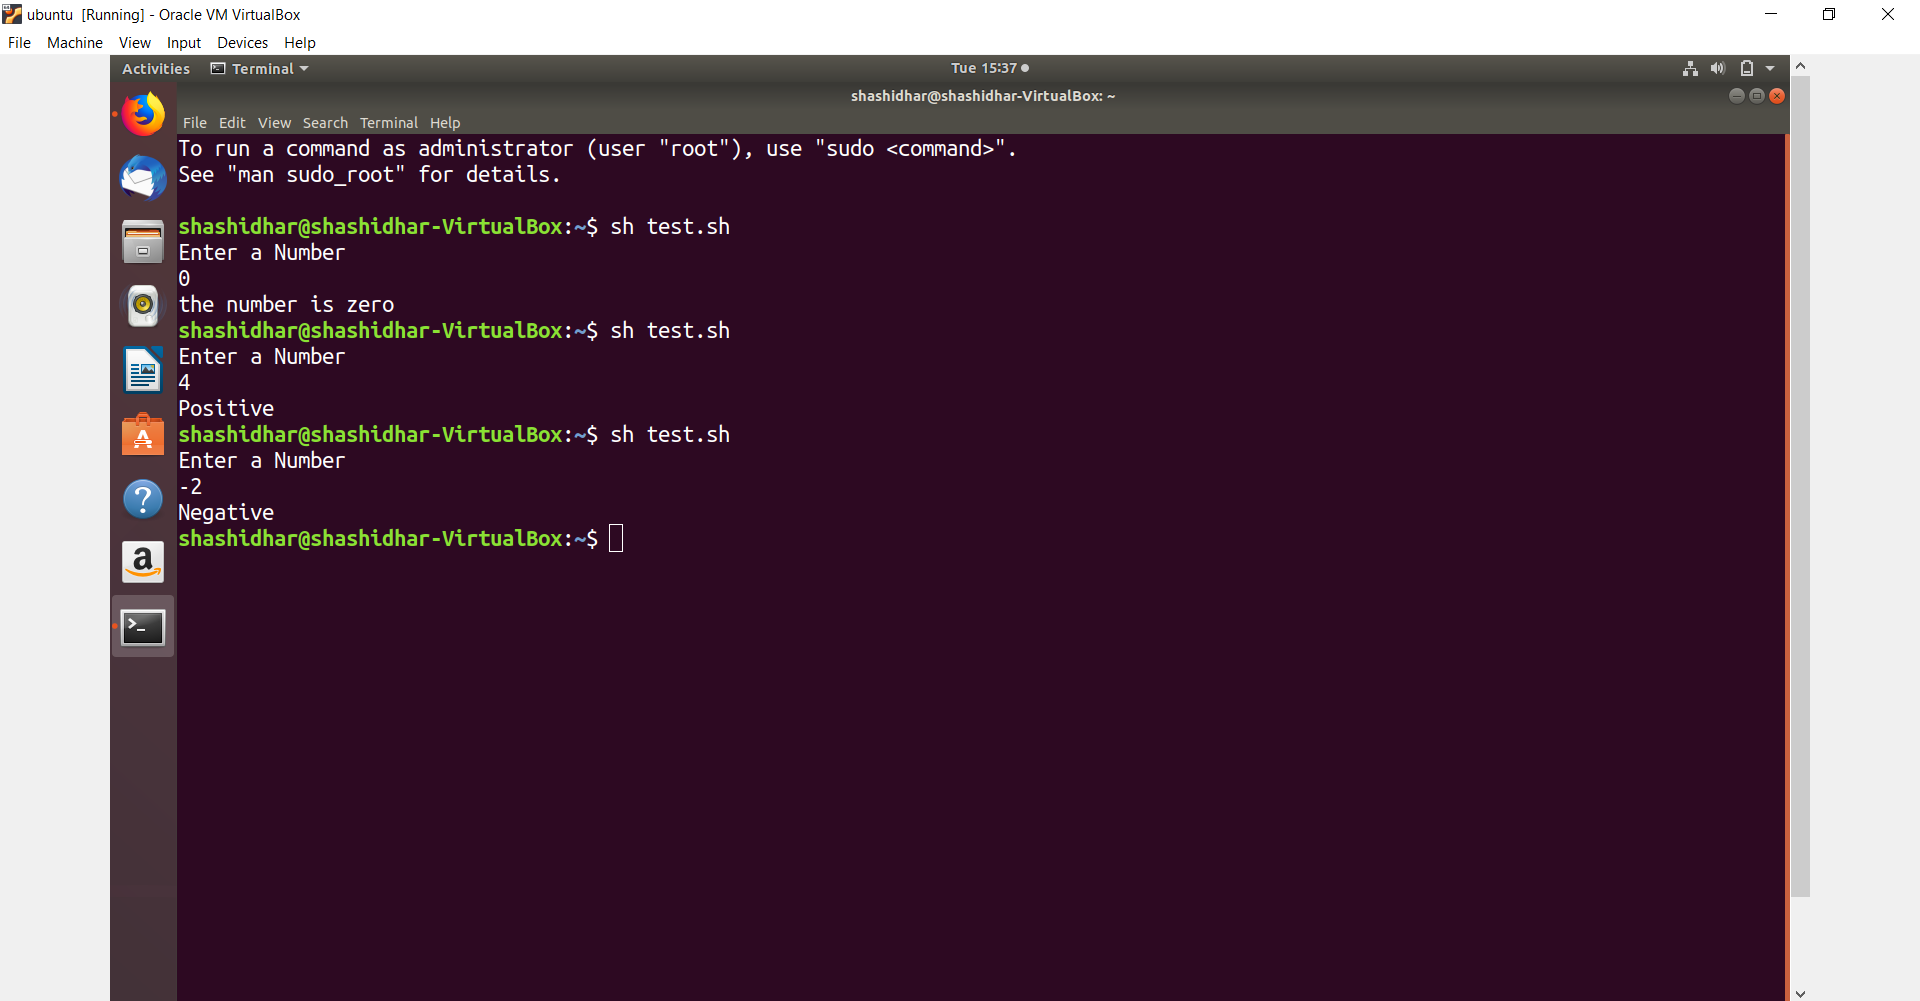 ubuntu [Running] - Oracle VM VirtualBox
File Machine View Input Devices Help
Activities Terminal Tue 15:37
shashidhar@shashidhar-VirtualBox: ~
File Edit View Search Terminal Help
To run a command as administrator (user "root"), use "sudo <command>".
See "man sudo_root" for details.
shashidhar@shashidhar-VirtualBox:~$ sh test.sh
Enter a Number
0
the number is zero
shashidhar@shashidhar-VirtualBox:~$ sh test.sh
Enter a Number
4
Positive
shashidhar@shashidhar-VirtualBox:~$ sh test.sh
Enter a Number
-2
Negative
shashidhar@shashidhar-VirtualBox:~$